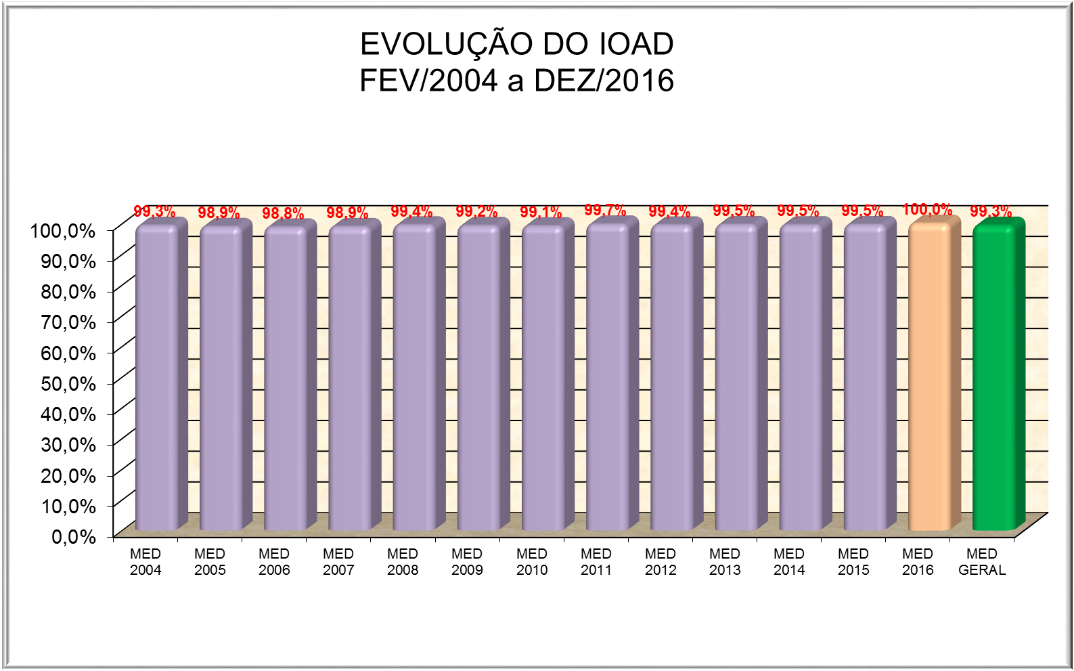 EVOLUÇÃO DO IOAD
FEV/2004 a DEZ/2016
99,3%
98,9%
98,8%
98,9%
99,4%
99,2%
99,1%
99,7%
99,4%
99,5%
99,5%
99,5%
100,0%
99,3%
100,0%
90,0%
80,0%
70,0%
60,0%
50,0%
40,0%
30,0%
20,0%
10,0%
0,0%
MED
2004
MED
2005
MED
2006
MED
2007
MED
2008
MED
2009
MED
2010
MED
2011
MED
2012
MED
2013
MED
2014
MED
2015
MED
2016
MED
GERAL